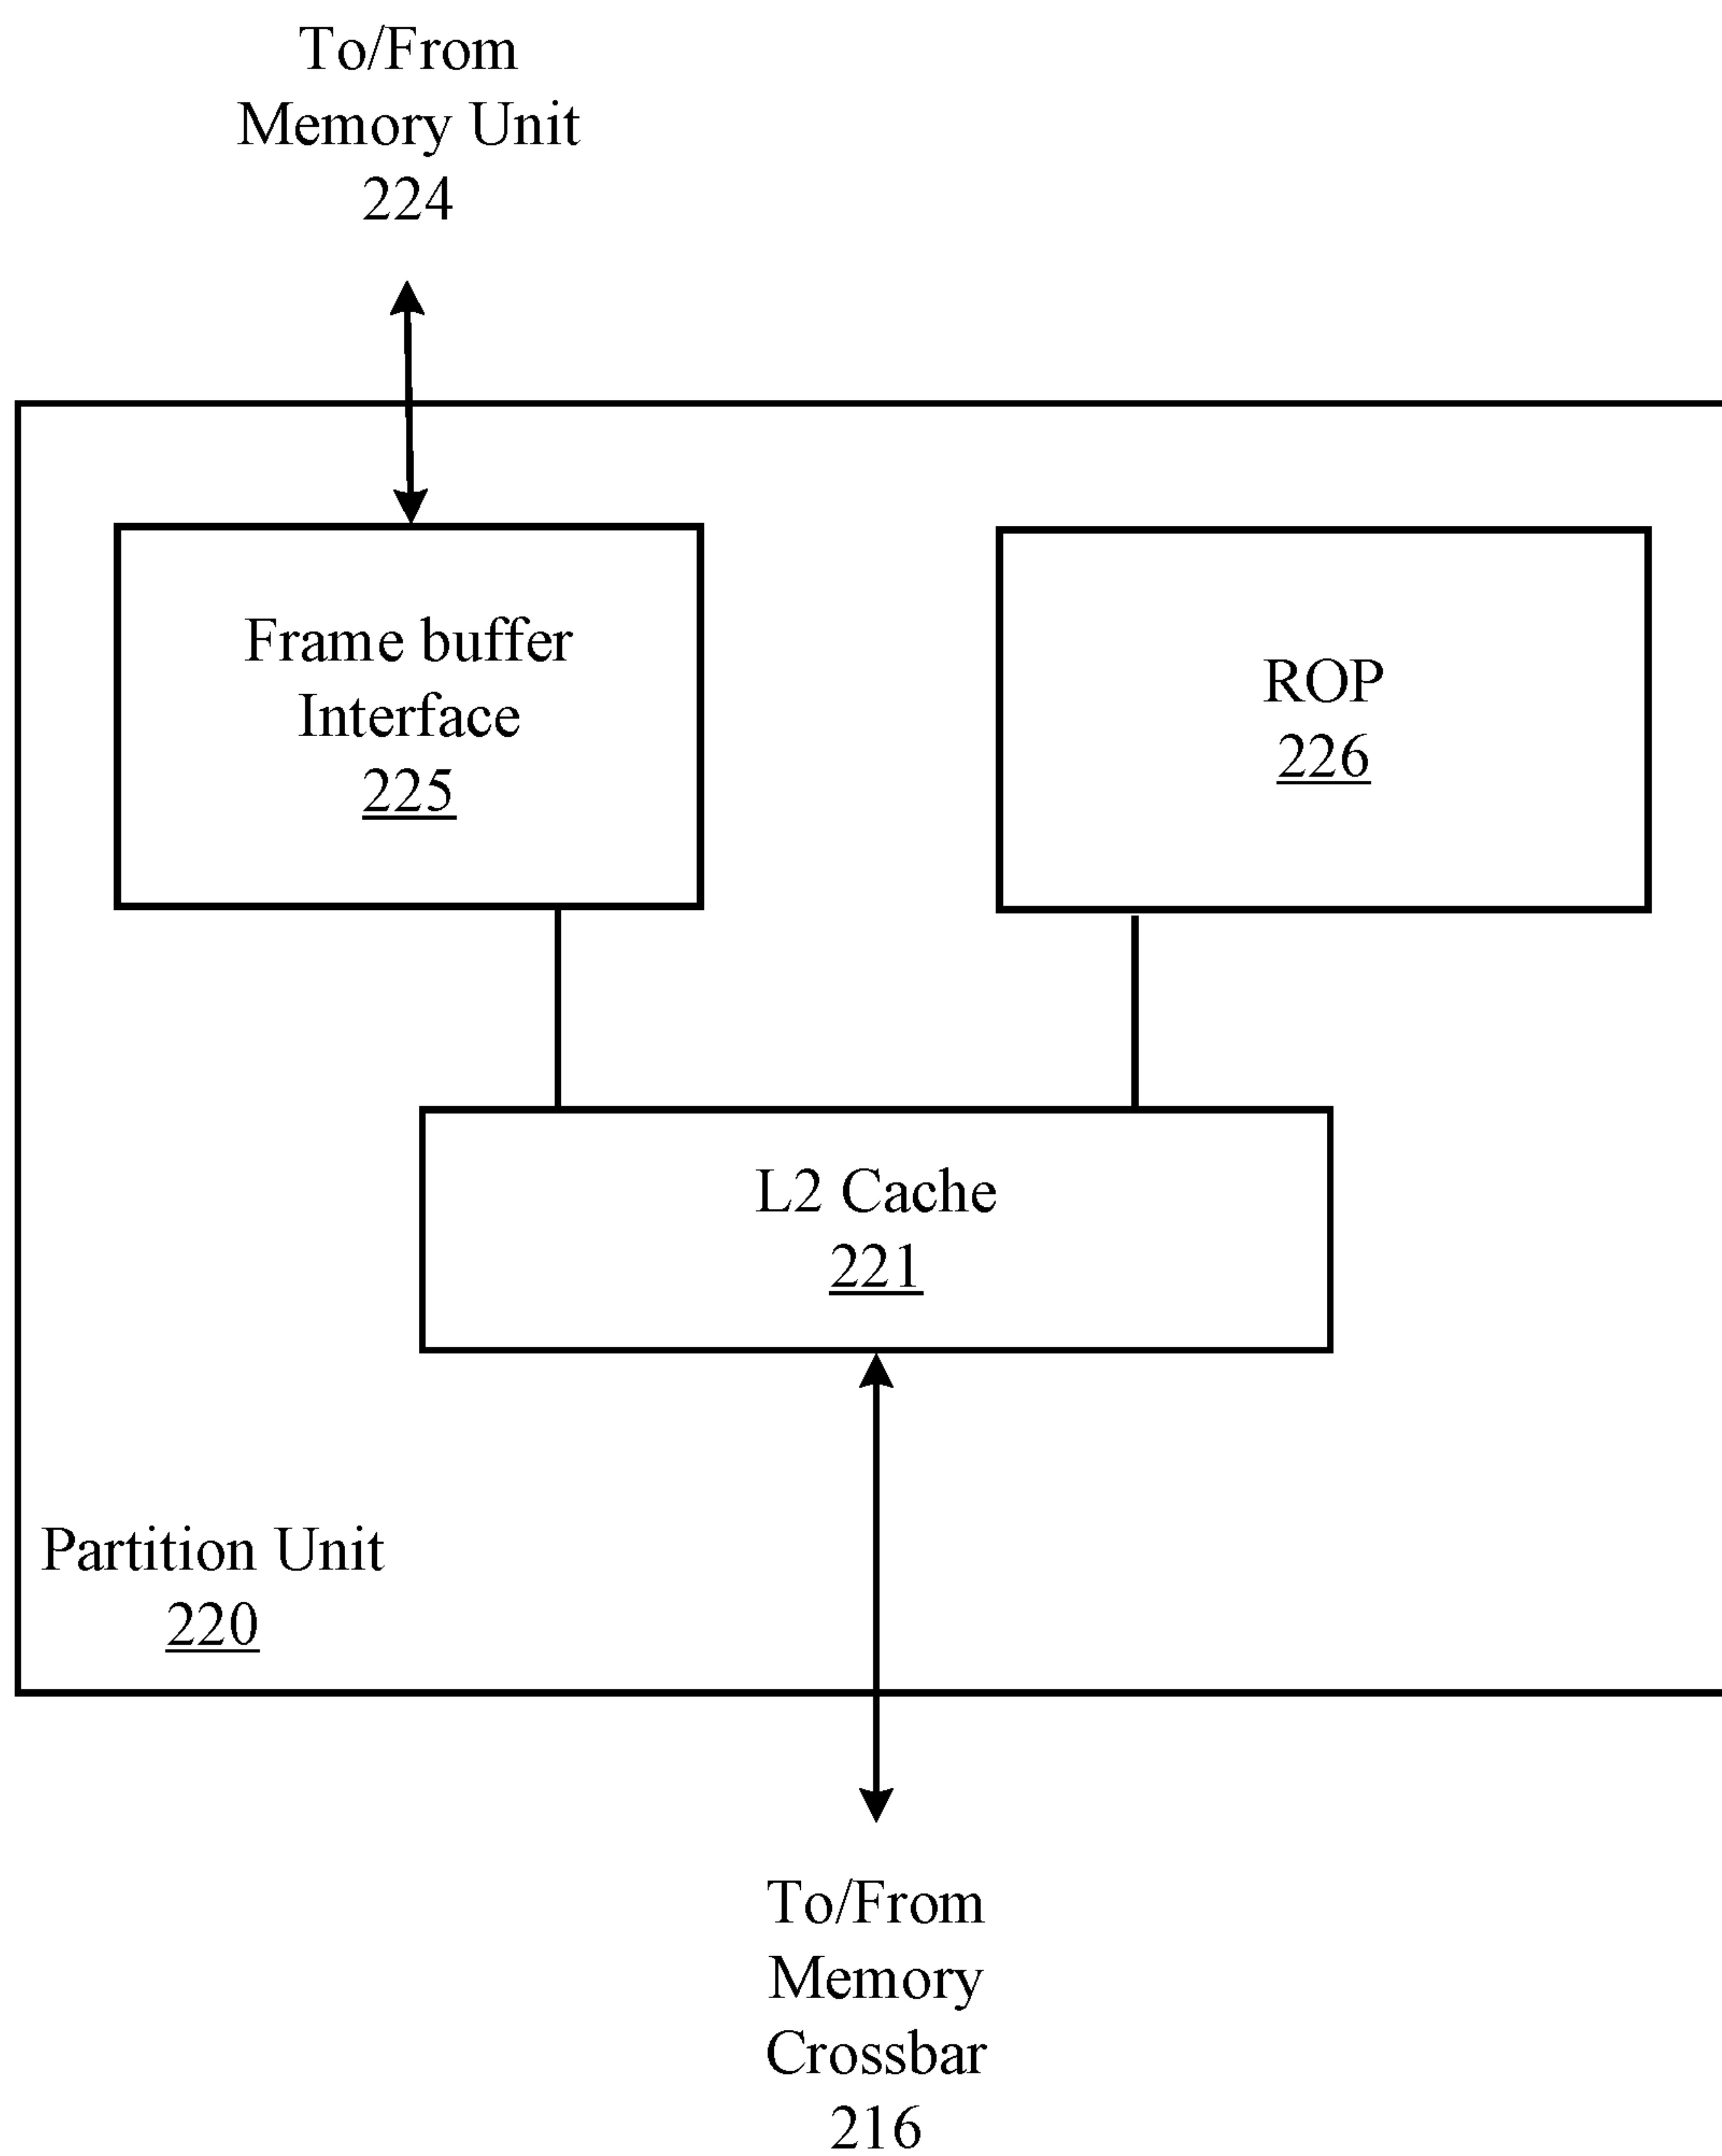 To/From
Memory Unit
224
Frame buffer
Interface
225
ROP
226
L2 Cache
221
Partition Unit
220
To/From
Memory
Crossbar
216